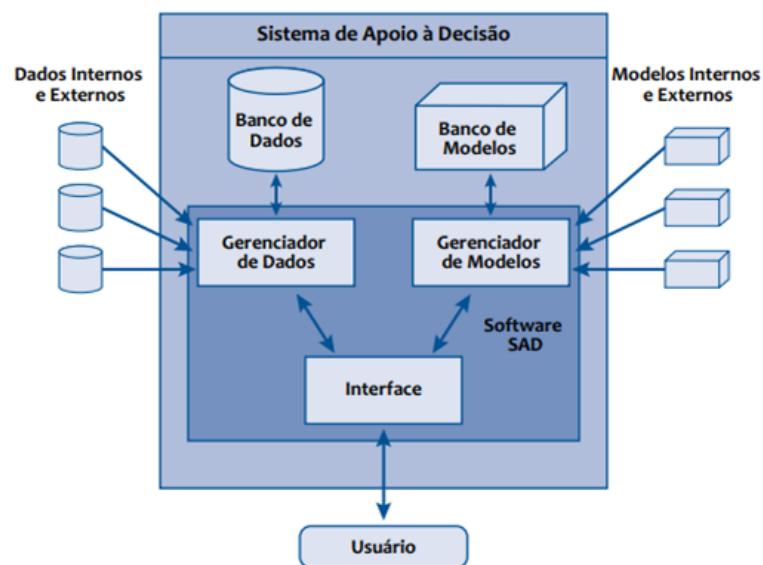 Sistema de Apoio à Decisão
Dados Internos
e Externos
Banco de
Dados
Banco de
Modelos
Modelos Internos
e Externos
Gerenciador
de Dados
Gerenciador
de Modelos
Software
SAD
Interface
Usuário